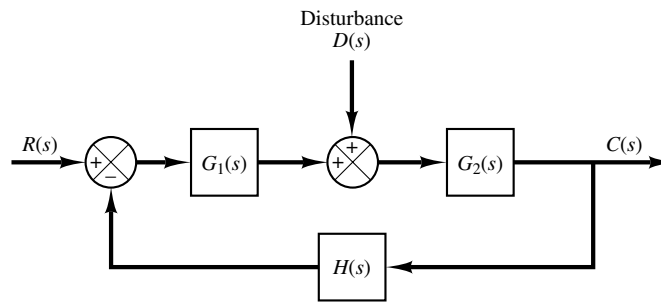 Disturbance
D(s)
R(s)
+
−
G₁(s)
+
+
G₂(s)
C(s)
H(s)